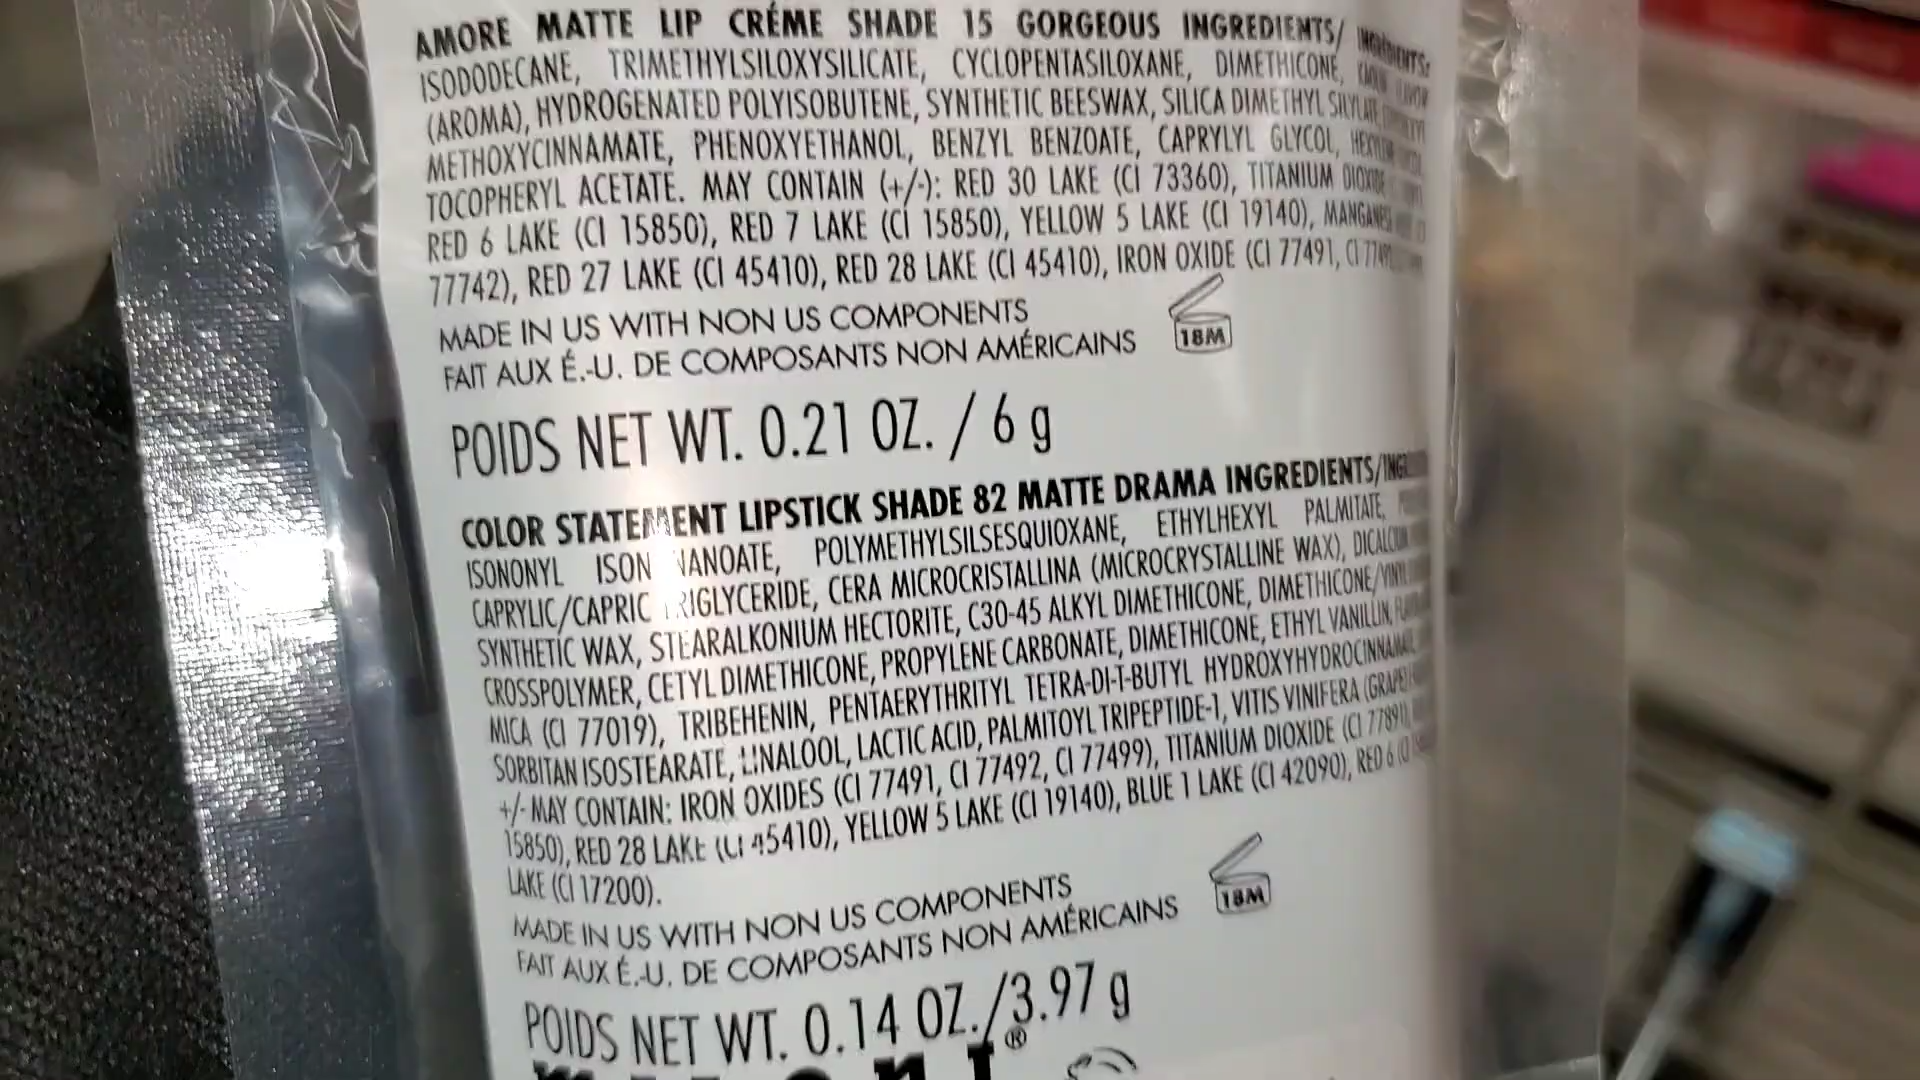 AMORE MATTE LIP CRÉME SHADE 15 GORGEOUS INGREDIENTS/
ISODODECANE, TRIMETHYLSILOXYSILICATE, CYCLOPENTASILOXANE, DIMETHICONE,
(AROMA), HYDROGENATED POLYISOBUTENE, SYNTHETIC BEESWAX, SILICA DIMETHYL SILYLATE,
METHOXYCINNAMATE, PHENOXYETHANOL, BENZYL BENZOATE, CAPRYLYL GLYCOL,
TOCOPHERYL ACETATE. MAY CONTAIN (+/-): RED 30 LAKE (CI 73360), TITANIUM DIOXIDE
RED 6 LAKE (CI 15850), RED 7 LAKE (CI 15850), YELLOW 5 LAKE (CI 19140),
77742), RED 27 LAKE (CI 45410), RED 28 LAKE (CI 45410), IRON OXIDE (CI 77491,
MADE IN US WITH NON US COMPONENTS
FAIT AUX É.-U. DE COMPOSANTS NON AMÉRICAINS
18M
POIDS NET WT. 0.21 OZ. / 6 g
COLOR STATEMENT LIPSTICK SHADE 82 MATTE DRAMA INGREDIENTS/
ISONONYL POLYMETHYLSILSESQUIOXANE, ETHYLHEXYL PALMITATE,
CAPRYLIC/CAPRIC TRIGLYCERIDE, CERA MICROCRISTALLINA (MICROCRYSTALLINE WAX),
SYNTHETIC WAX, STEARALKONIUM HECTORITE, C30-45 ALKYL DIMETHICONE, DIMETHICONE/VINYL
CROSSPOLYMER, CETYL DIMETHICONE, PROPYLENE CARBONATE, DIMETHICONE, ETHYL VANILLIN,
MICA (CI 77019), TRIBEHENIN, PENTAERYTHRITYL TETRA-DI-T-BUTYL HYDROXYHYDROCINNAMATE,
SORBITAN ISOSTEARATE, LINALOOL, LACTIC ACID, PALMITOYL TRIPEPTIDE-1, VITIS VINIFERA (GRAPE)
+/- MAY CONTAIN: IRON OXIDES (CI 77491, CI 77492, CI 77499), TITANIUM DIOXIDE (CI 77891),
15850), RED 28 LAKE (CI 45410), YELLOW 5 LAKE (CI 19140), BLUE 1 LAKE (CI 42090), RED 6 (CI
LAKE (CI 17200).
MADE IN US WITH NON US COMPONENTS
FAIT AUX É.-U. DE COMPOSANTS NON AMÉRICAINS
18M
POIDS NET WT. 0.14 OZ./3.97 g